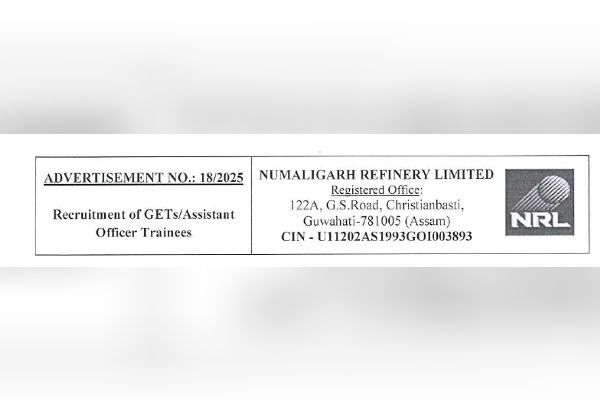 ADVERTISEMENT NO.: 18/2025
Recruitment of GETs/Assistant
Officer Trainees
NUMALIGARH REFINERY LIMITED
Registered Office:
122A, G.S.Road, Christianbasti,
Guwahati-781005 (Assam)
CIN - U11202AS1993GOI003893
NRL